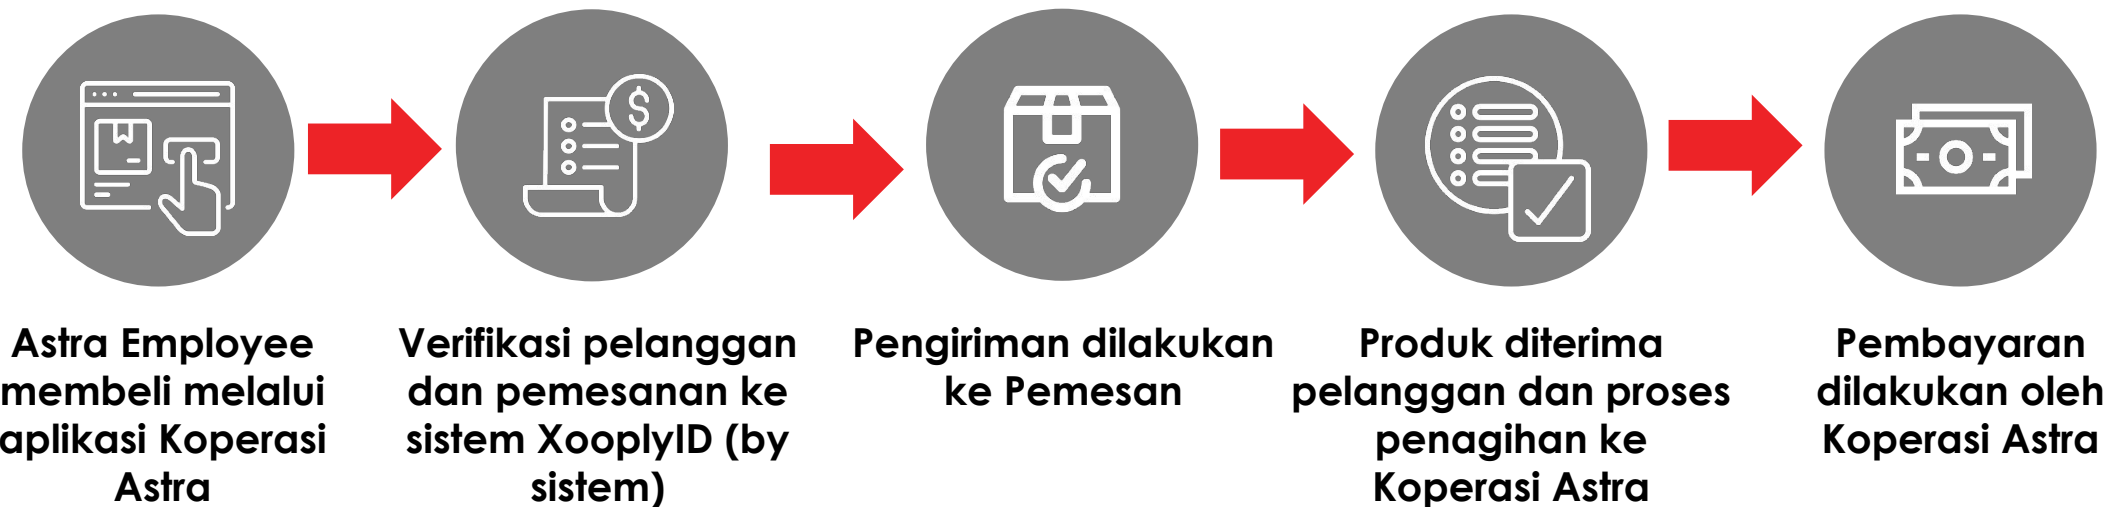 $
Astra Employee
membeli melalui
aplikasi Koperasi
Astra
Verifikasi pelanggan
dan pemesanan ke
sistem XooplyID (by
sistem)
Pengiriman dilakukan
ke Pemesan
Produk diterima
pelanggan dan proses
penagihan ke
Koperasi Astra
Pembayaran
dilakukan oleh
Koperasi Astra